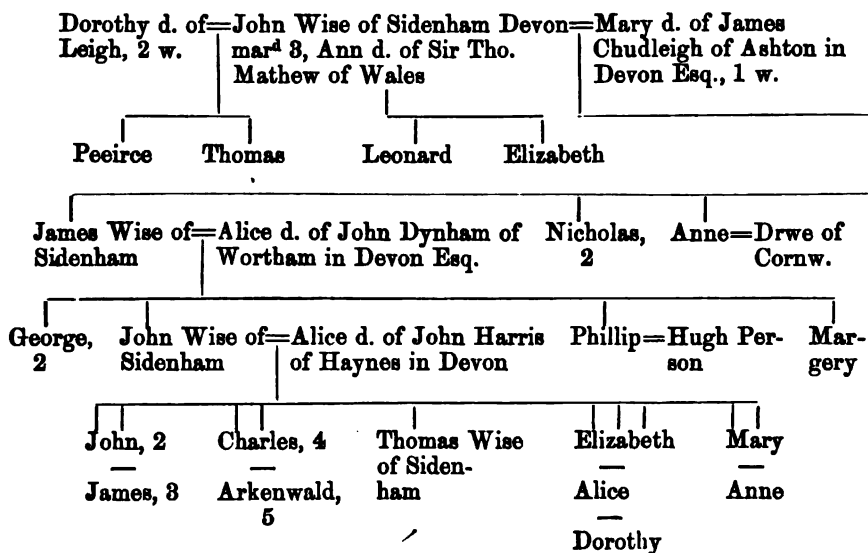 Dorothy d. of=John Wise of Sidenham Devon=Mary d. of James
Leigh, 2 w. mar^d 3, Ann d. of Sir Tho. Chudleigh of Ashton in
Mathew of Wales Devon Esq., 1 w.
Peeirce Thomas Leonard Elizabeth
James Wise of=Alice d. of John Dynham of Nicholas, Anne=Drwe of
Sidenham Wortham in Devon Esq. 2 Cornw.
George, John Wise of=Alice d. of John Harris Phillip=Hugh Per- Mar-
2 Sidenham of Haynes in Devon son gery
John, 2 Charles, 4 Thomas Wise Elizabeth Mary
of Siden-
James, 3 Arkenwald, ham Alice Anne
5
Dorothy